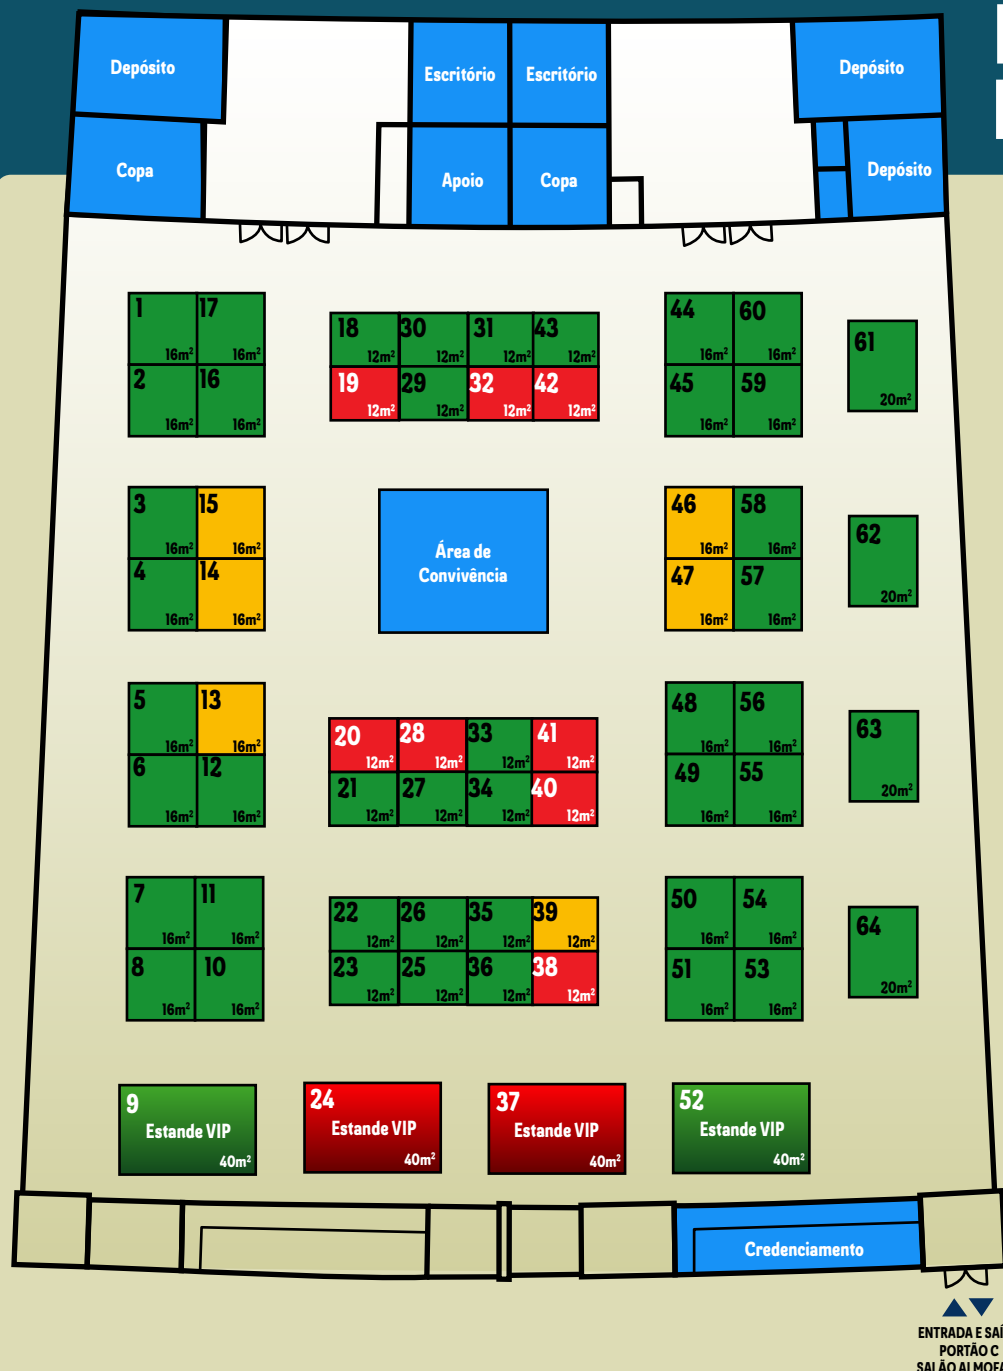 Depósito
Escritório
Escritório
Depósito
Copa
Apoio
Copa
Depósito
1 16m²
17 16m²
2 16m²
16 16m²
18 12m²
30 12m²
31 12m²
43 12m²
19 12m²
29 12m²
32 12m²
42 12m²
44 16m²
60 16m²
45 16m²
59 16m²
61 20m²
3 16m²
15 16m²
4 16m²
14 16m²
Área de
Convivência
46 16m²
58 16m²
47 16m²
57 16m²
62 20m²
5 16m²
13 16m²
6 16m²
12 16m²
20 12m²
28 12m²
33 12m²
41 12m²
21 12m²
27 12m²
34 12m²
40 12m²
48 16m²
56 16m²
49 16m²
55 16m²
63 20m²
7 16m²
11 16m²
8 16m²
10 16m²
22 12m²
26 12m²
35 12m²
39 12m²
23 12m²
25 12m²
36 12m²
38 12m²
50 16m²
54 16m²
51 16m²
53 16m²
64 20m²
9
Estande VIP
40m²
24
Estande VIP
40m²
37
Estande VIP
40m²
52
Estande VIP
40m²
Credenciamento
ENTRADA E
PORTÃO C
SALÃO